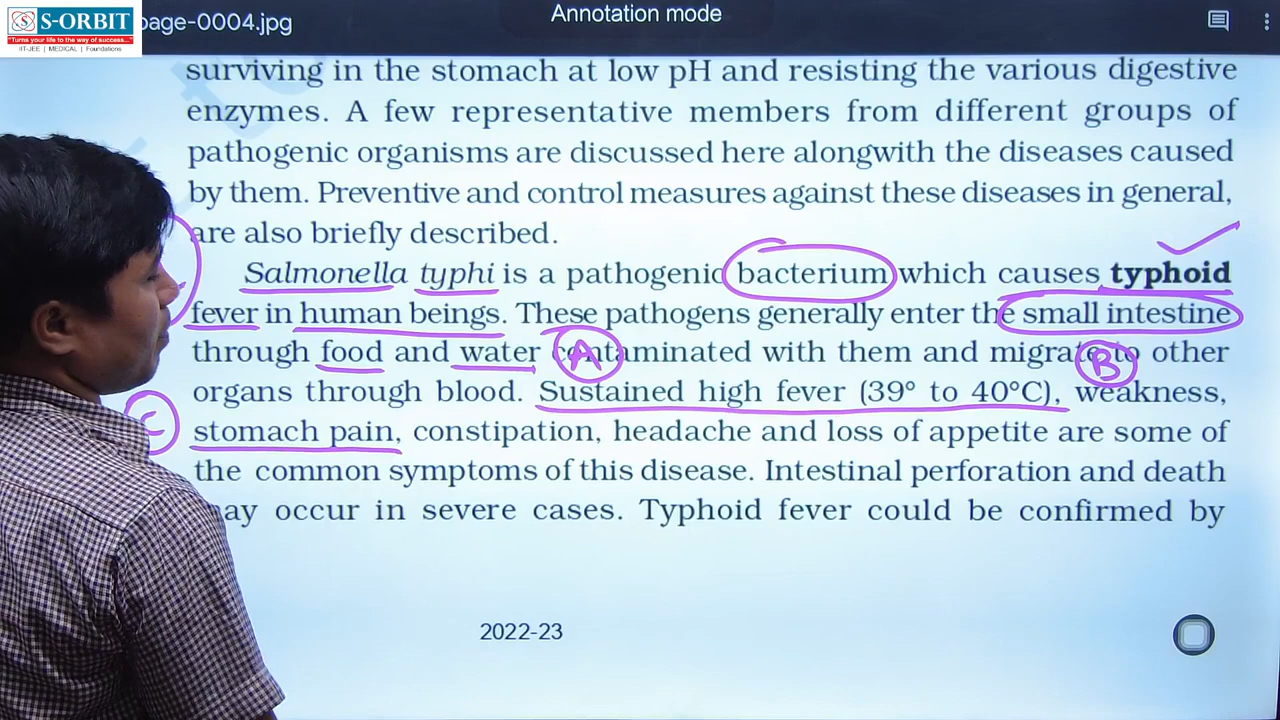 S-ORBIT
"Turns your life to the way of success..."
IIT-JEE | MEDICAL | Foundations
page-0004.jpg
Annotation mode
surviving in the stomach at low pH and resisting the various digestive
enzymes. A few representative members from different groups of
pathogenic organisms are discussed here alongwith the diseases caused
by them. Preventive and control measures against these diseases in general,
are also briefly described.
Salmonella typhi is a pathogenic bacterium which causes typhoid
fever in human beings. These pathogens generally enter the small intestine
through food and water contaminated with them and migrate to other
A
B
organs through blood. Sustained high fever (39° to 40°C), weakness,
C
stomach pain, constipation, headache and loss of appetite are some of
the common symptoms of this disease. Intestinal perforation and death
may occur in severe cases. Typhoid fever could be confirmed by
2022-23